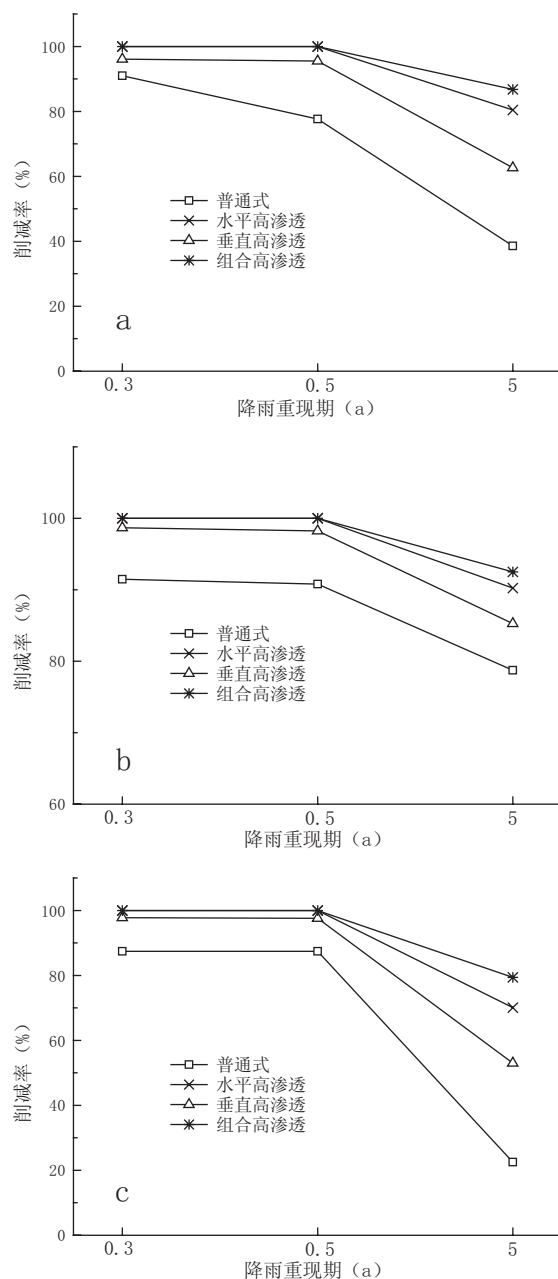 100
80
60
40
20
0
削减率（%）
普通式
水平高渗透
垂直高渗透
组合高渗透
a
0.3 0.5 5
降雨重现期（a）
100
80
60
削减率（%）
普通式
水平高渗透
垂直高渗透
组合高渗透
b
0.3 0.5 5
降雨重现期（a）
100
80
60
40
20
0
削减率（%）
普通式
水平高渗透
垂直高渗透
组合高渗透
c
0.3 0.5 5
降雨重现期（a）